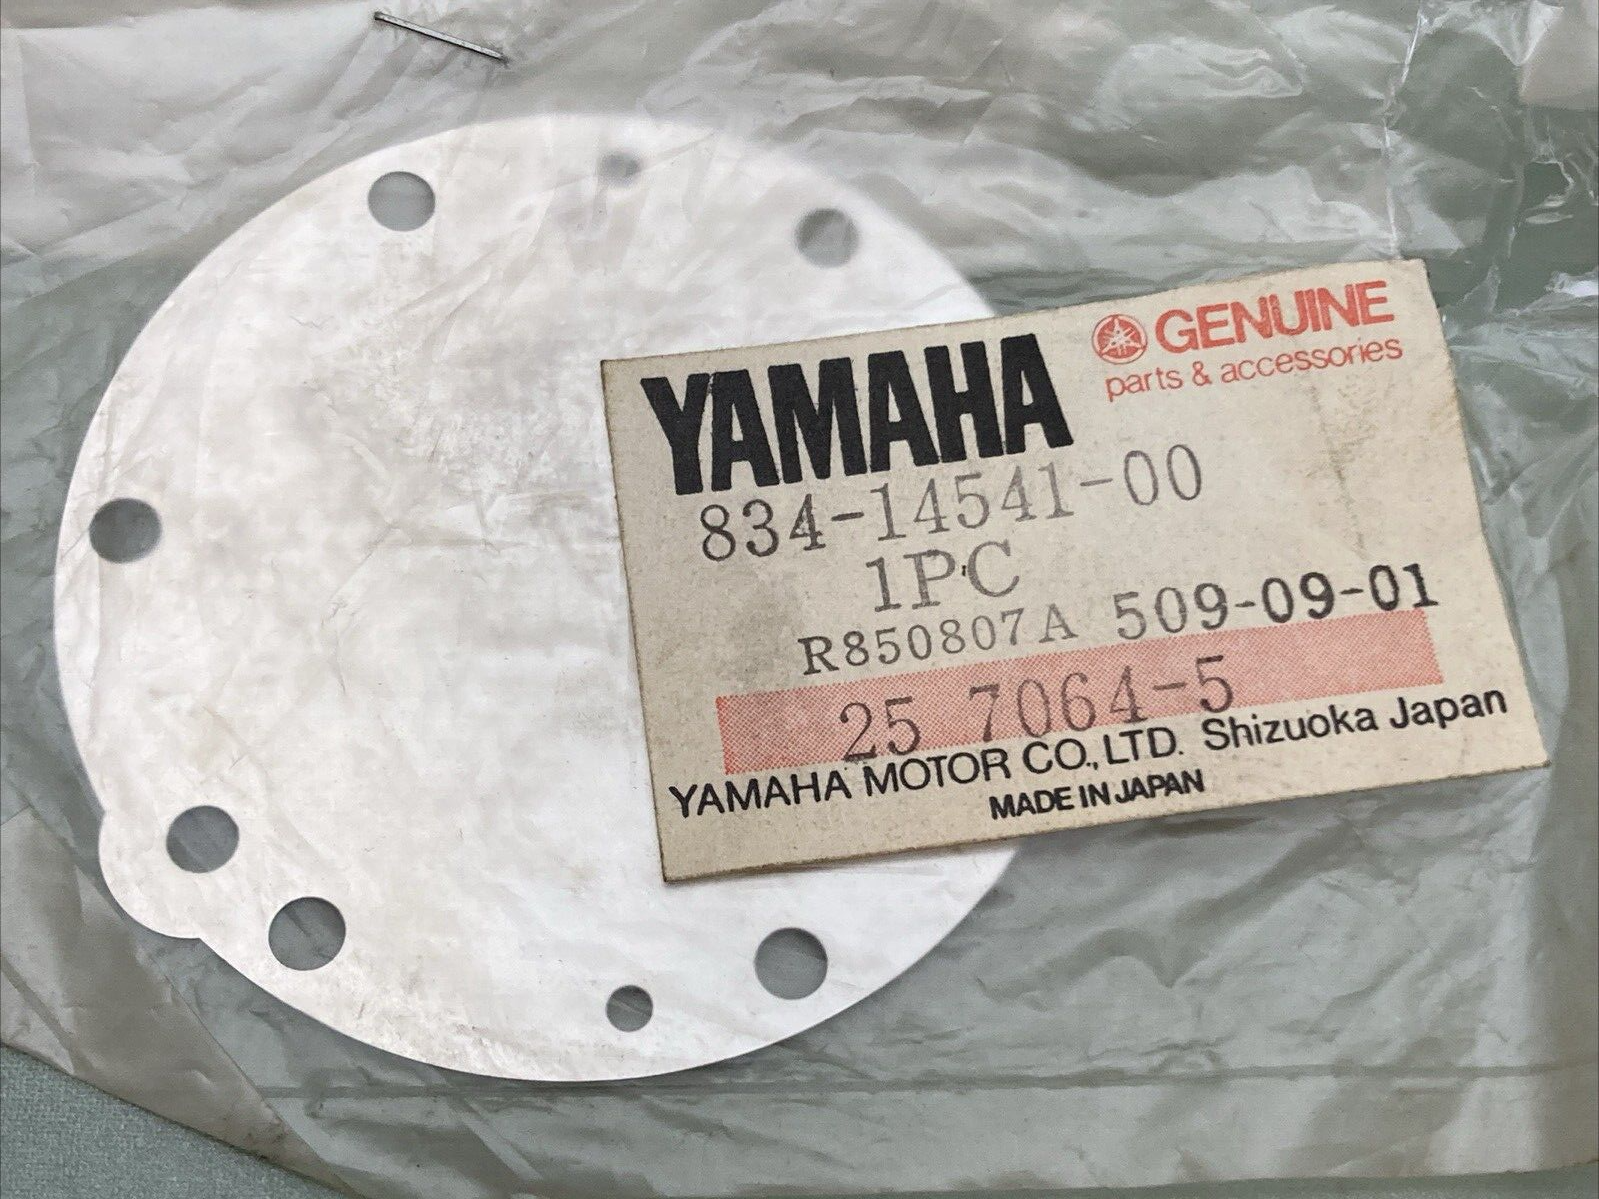 YAMAHA
GENUINE
parts & accessories
834-14541-00
1PC
R850807A 509-09-01
25 7064-5
YAMAHA MOTOR CO.,LTD. Shizuoka Japan
MADE IN JAPAN